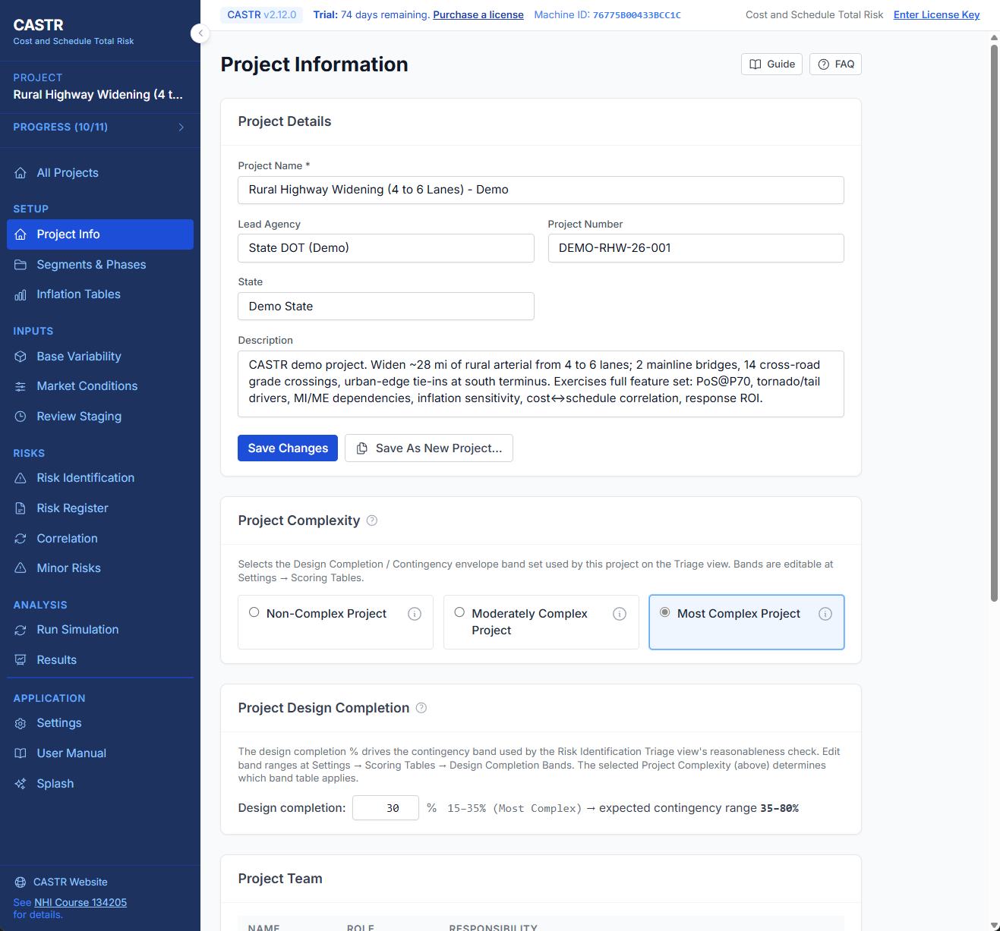 CASTR
Cost and Schedule Total Risk
PROJECT
Rural Highway Widening (4 t...
PROGRESS (10/11)
All Projects
SETUP
Project Info
Segments & Phases
Inflation Tables
INPUTS
Base Variability
Market Conditions
Review Staging
RISKS
Risk Identification
Risk Register
Correlation
Minor Risks
ANALYSIS
Run Simulation
Results
APPLICATION
Settings
User Manual
Splash
CASTR Website
See NHI Course 134205
for details.
CASTR v2.12.0 Trial: 74 days remaining. Purchase a license Machine ID: 76775B00433BCC1C Cost and Schedule Total Risk Enter License Key
Project Information
Guide
FAQ
Project Details
Project Name *
Rural Highway Widening (4 to 6 Lanes) - Demo
Lead Agency Project Number
State DOT (Demo) DEMO-RHW-26-001
State
Demo State
Description
CASTR demo project. Widen ~28 mi of rural arterial from 4 to 6 lanes; 2 mainline bridges, 14 cross-road
grade crossings, urban-edge tie-ins at south terminus. Exercises full feature set: PoS@P70, tornado/tail
drivers, MI/ME dependencies, inflation sensitivity, cost↔schedule correlation, response ROI.
Save Changes Save As New Project...
Project Complexity
Selects the Design Completion / Contingency envelope band set used by this project on the Triage view. Bands are editable at
Settings → Scoring Tables.
Non-Complex Project
Moderately Complex
Project
Most Complex Project
Project Design Completion
The design completion % drives the contingency band used by the Risk Identification Triage view's reasonableness check. Edit
band ranges at Settings → Scoring Tables → Design Completion Bands. The selected Project Complexity (above) determines
which band table applies.
Design completion: 30 % 15–35% (Most Complex) → expected contingency range 35–80%
Project Team
NAME ROLE RESPONSIBILITY